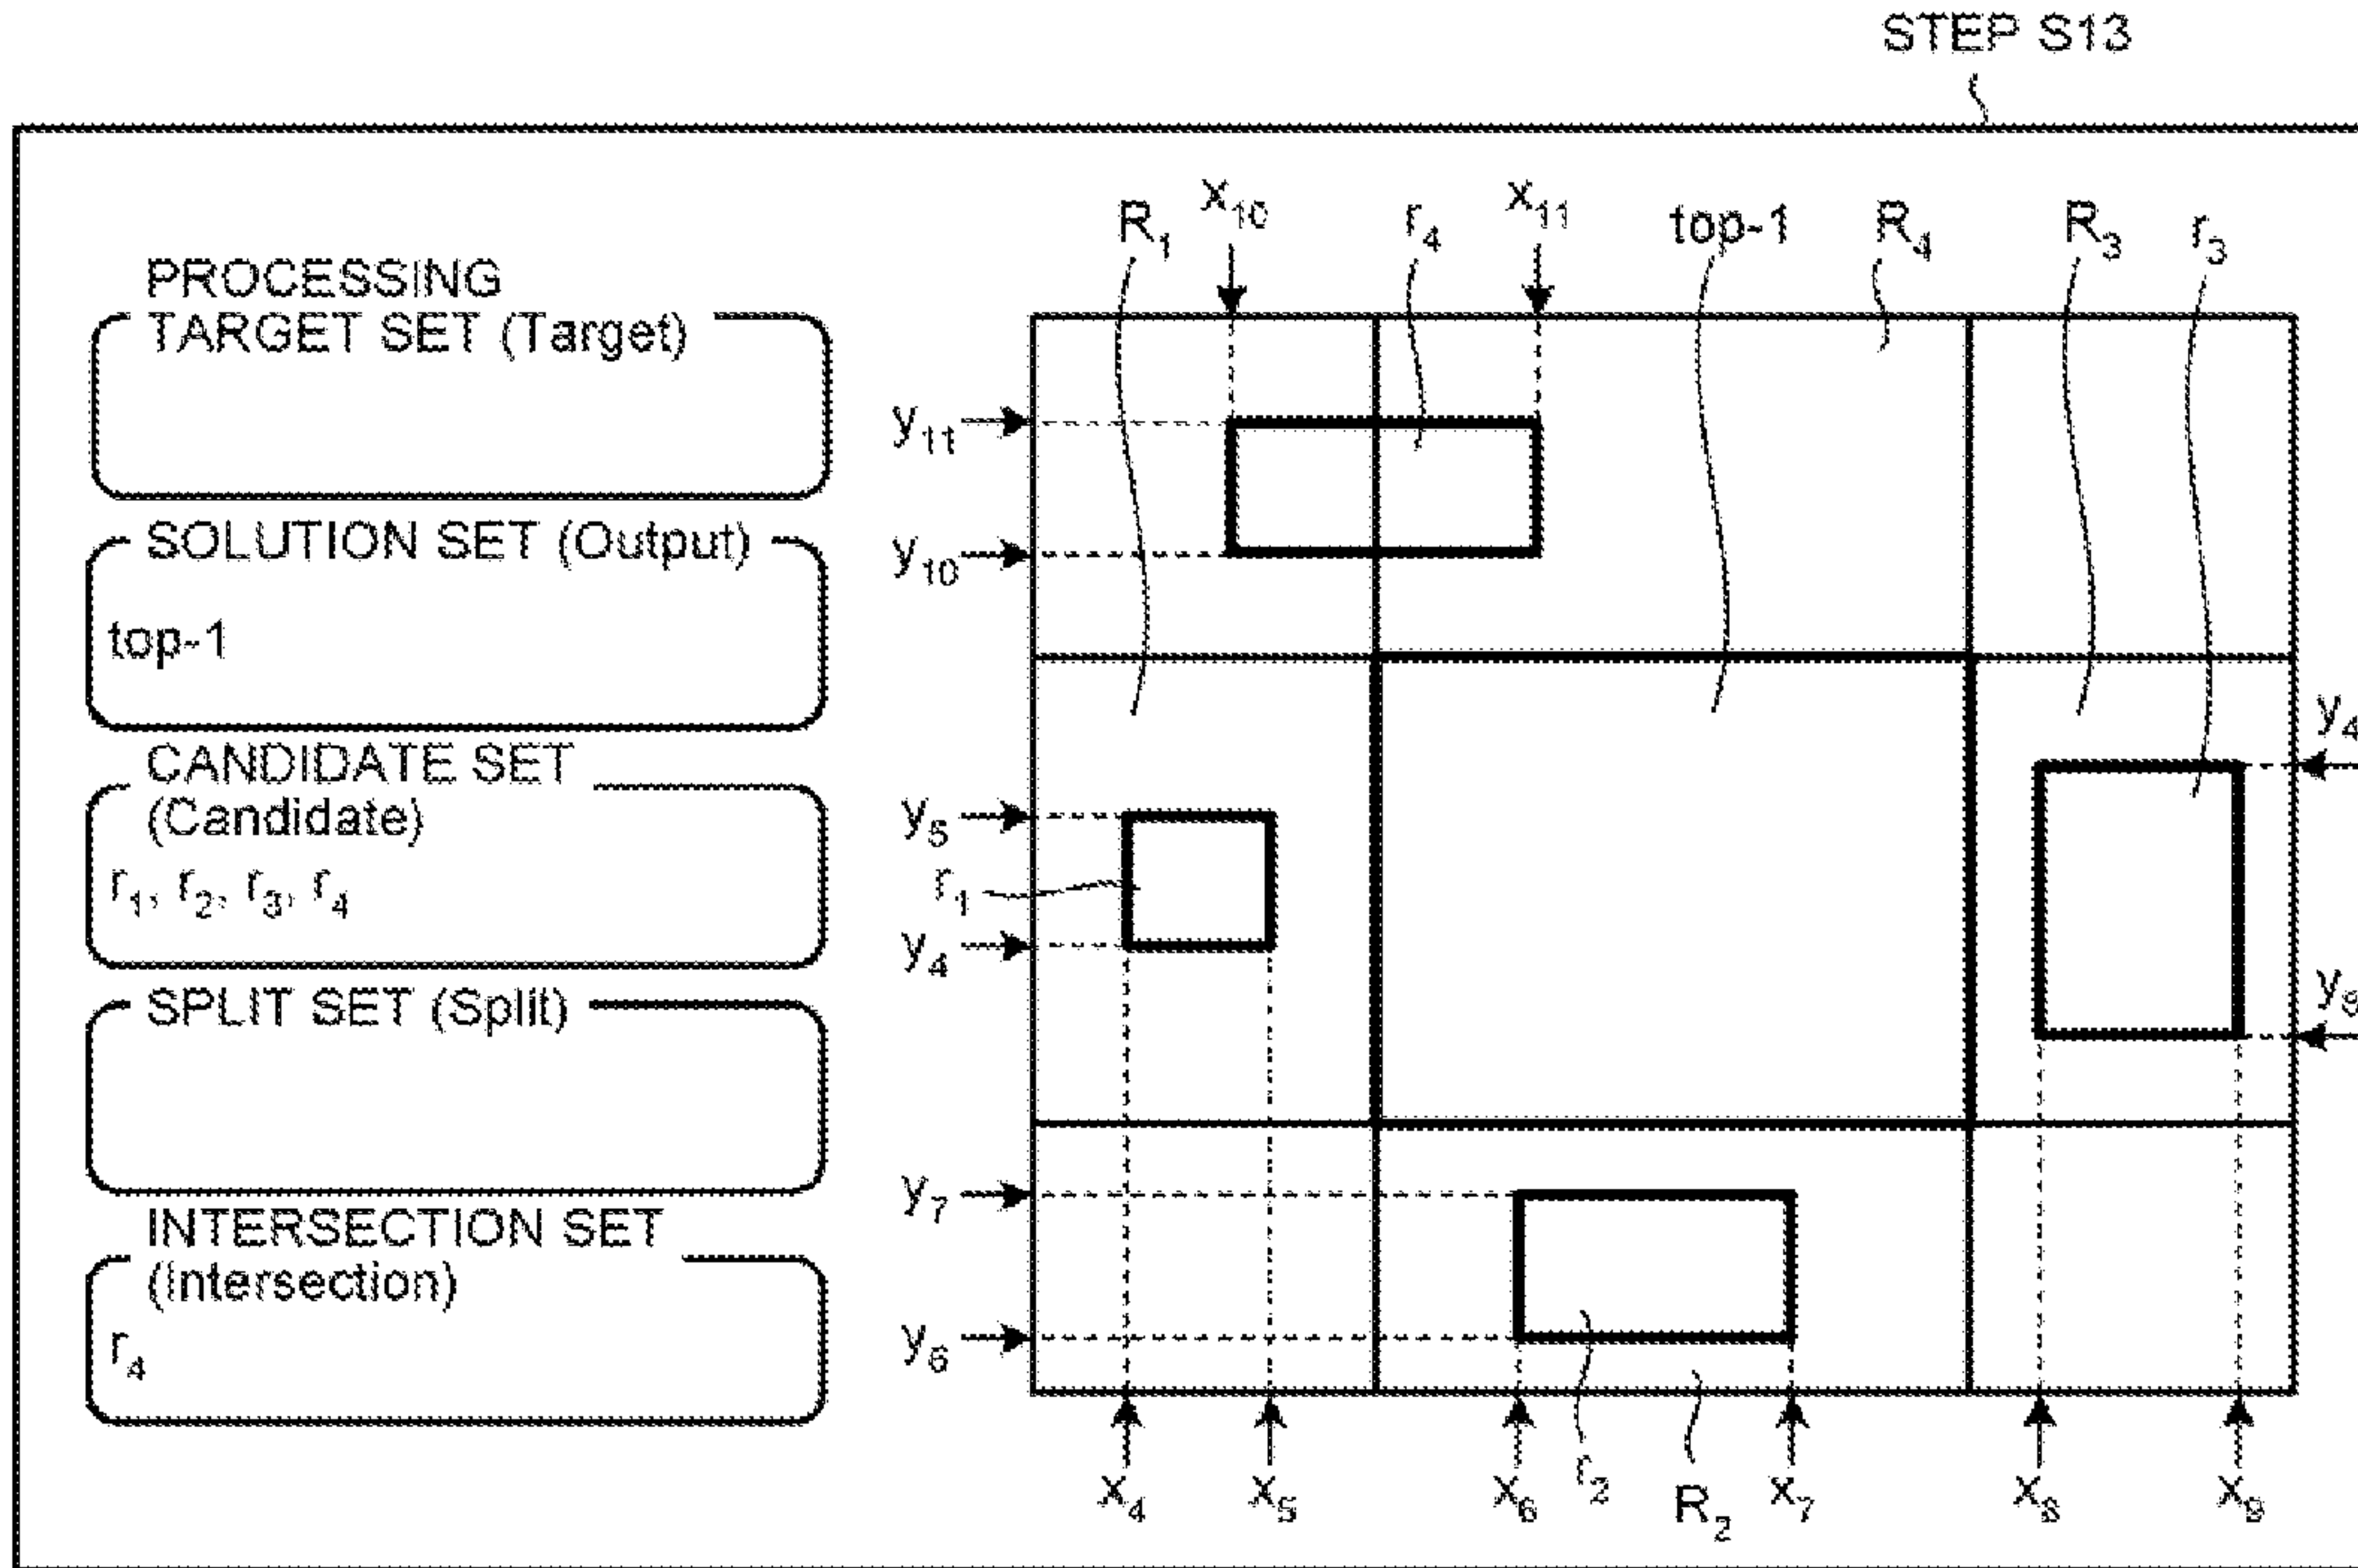 STEP S13
PROCESSING
TARGET SET (Target)
SOLUTION SET (Output)
top-1
CANDIDATE SET
(Candidate)
r₁, r₂, r₃, r₄
SPLIT SET (Split)
INTERSECTION SET
(Intersection)
r₄
R₁ x₁₀ r₄ x₁₁ top-1 R₄ R₃ r₃
y₁₁
y₁₀
y₄
y₅
r₁
y₄
y₈
y₇
y₆
x₄ x₅ x₆ r₂ R₂ x₇ x₈ x₉